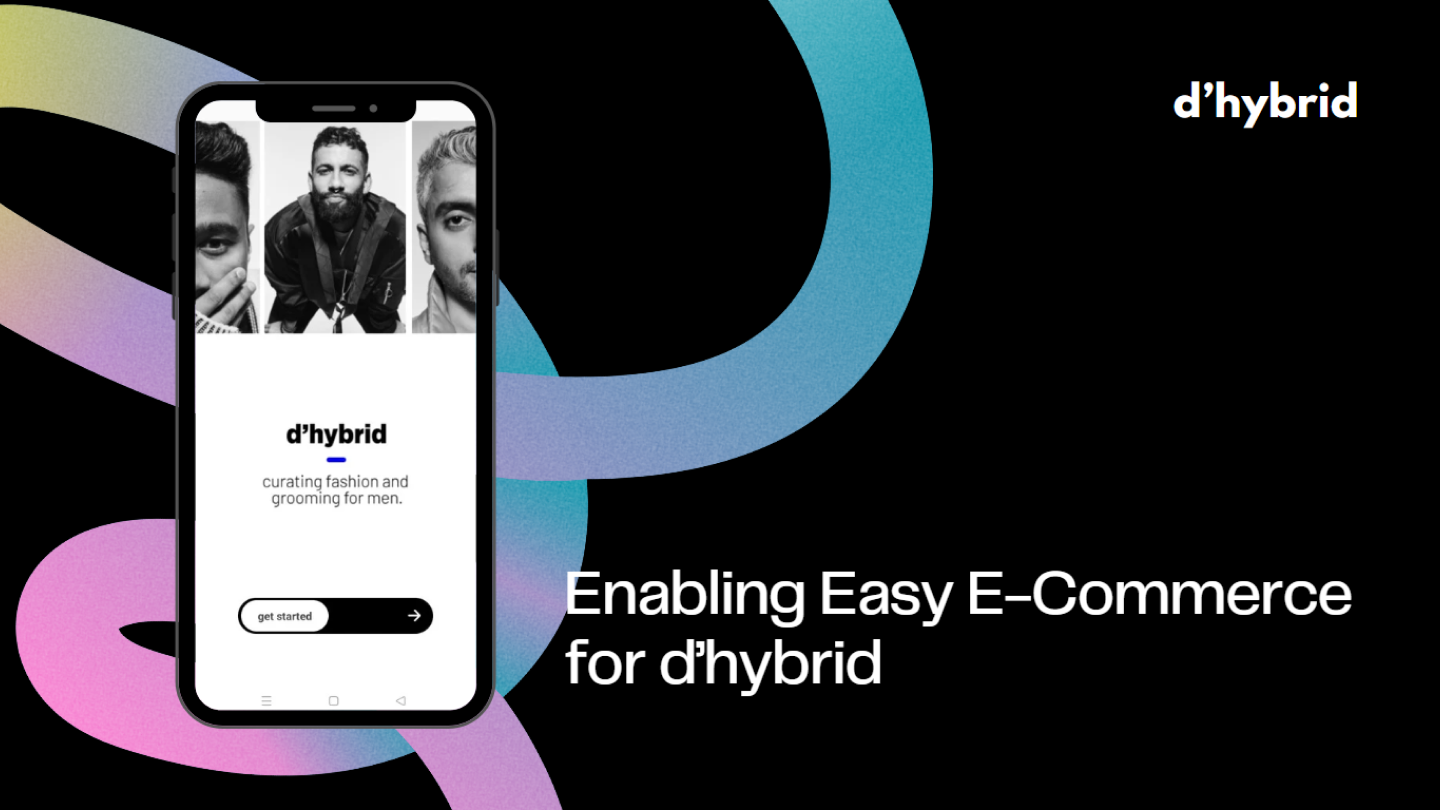 d’hybrid
d’hybrid
curating fashion and
grooming for men.
get started
Enabling Easy E-Commerce
for d’hybrid